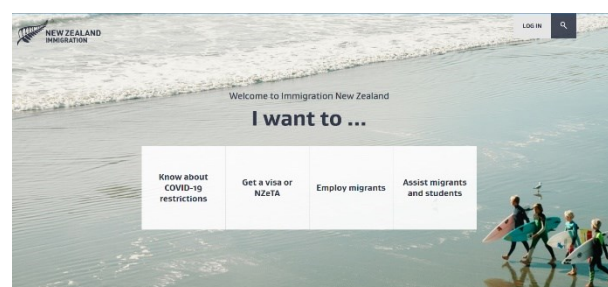 NEW ZEALAND
IMMIGRATION
LOG IN
Welcome to Immigration New Zealand
I want to ...
Know about
COVID-19
restrictions
Get a visa or
NZeTA
Employ migrants
Assist migrants
and students